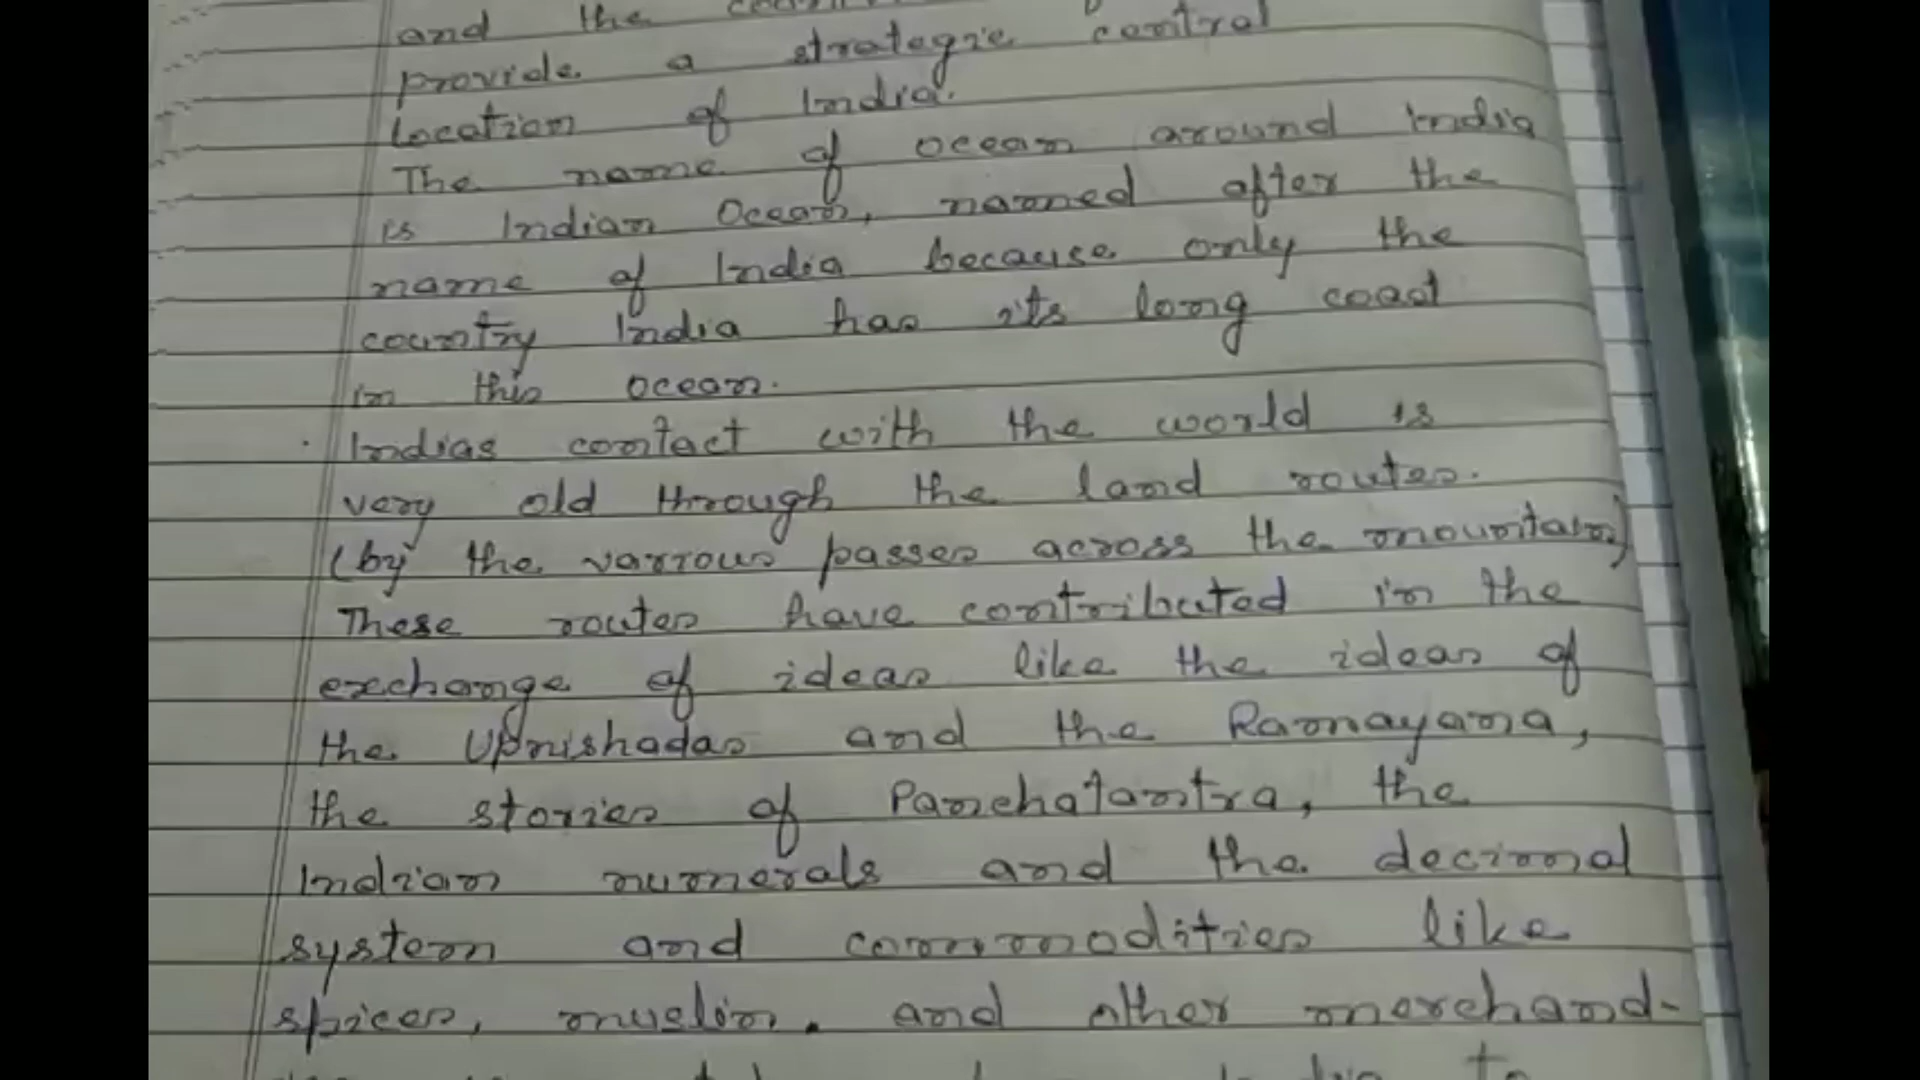 and the
provide a strategic central
location of India.
The name of ocean around India
is Indian Ocean, named after the
name of India because only the
country India has its long coast
in this ocean.
. Indias contact with the world is
very old through the land routes.
(by the various passes across the mountains)
These routes have contributed in the
exchange of ideas like the ideas of
the Upnishadas and the Ramayana,
the stories of Panchatantra, the
Indian numerals and the decimal
system and commodities like
spices, muslin. and other merchand-
to